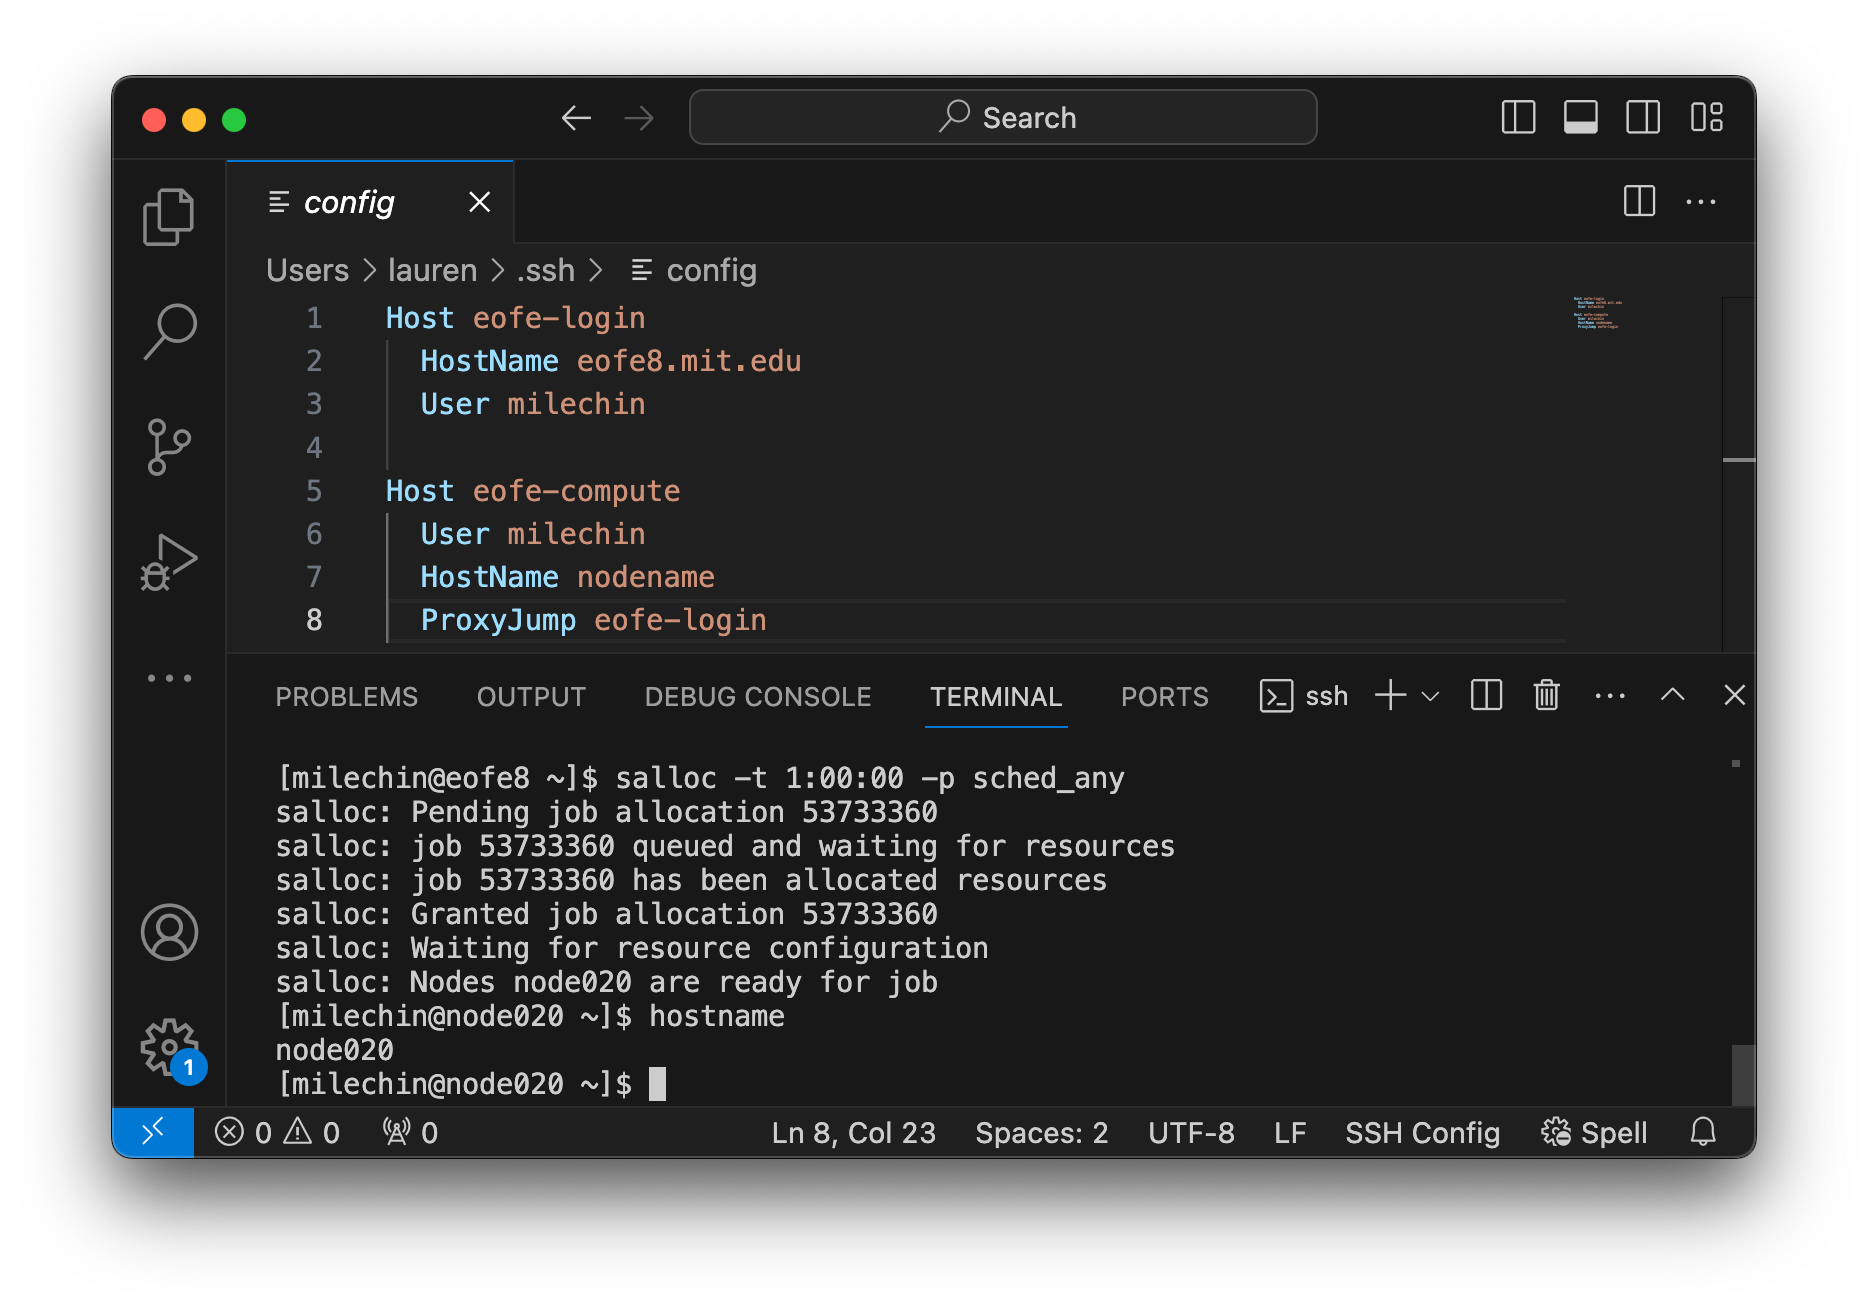 Search
config
Users > lauren > .ssh > config
1 Host eofe-login
2 HostName eofe8.mit.edu
3 User milechin
4
5 Host eofe-compute
6 User milechin
7 HostName nodename
8 ProxyJump eofe-login
PROBLEMS OUTPUT DEBUG CONSOLE TERMINAL PORTS ssh
[milechin@eofe8 ~]$ salloc -t 1:00:00 -p sched_any
salloc: Pending job allocation 53733360
salloc: job 53733360 queued and waiting for resources
salloc: job 53733360 has been allocated resources
salloc: Granted job allocation 53733360
salloc: Waiting for resource configuration
salloc: Nodes node020 are ready for job
[milechin@node020 ~]$ hostname
node020
[milechin@node020 ~]$
1
0 0 0 Ln 8, Col 23 Spaces: 2 UTF-8 LF SSH Config Spell